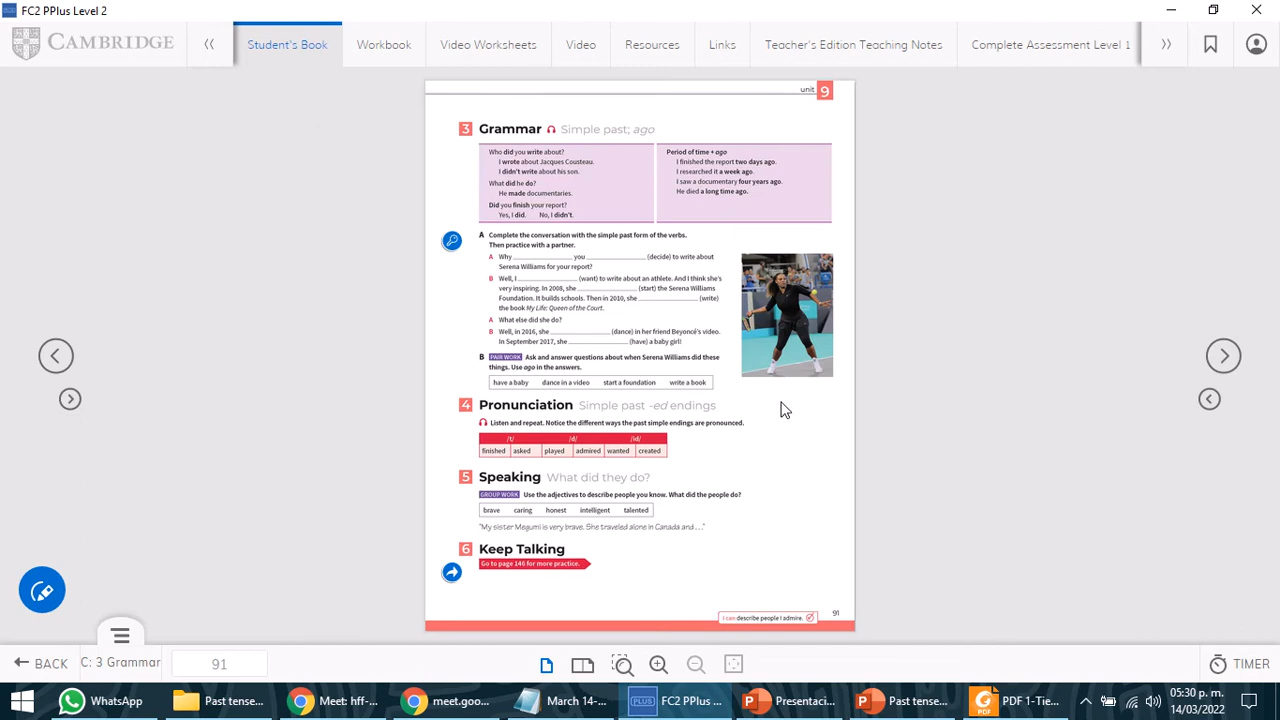 FC2 PPlus Level 2
CAMBRIDGE
Student's Book
Workbook
Video Worksheets
Video
Resources
Links
Teacher's Edition Teaching Notes
Complete Assessment Level 1
unit 9
3 Grammar Simple past; ago
Who did you write about?
I wrote about Jacques Cousteau.
I didn't write about his son.
What did he do?
He made documentaries.
Did you finish your report?
Yes, I did. No, I didn't.
Period of time + ago
I finished the report two days ago.
I researched it a week ago.
I saw a documentary four years ago.
He died a long time ago.
A Complete the conversation with the simple past form of the verbs.
Then practice with a partner.
A Why ____________ you ____________ (decide) to write about
Serena Williams for your report?
B Well, I ____________ (want) to write about an athlete. And I think she's
very inspiring. In 2008, she ____________ (start) the Serena Williams
Foundation. It builds schools. Then in 2010, she ____________ (write)
the book My Life: Queen of the Court.
A What else did she do?
B Well, in 2016, she ____________ (dance) in her friend Beyoncé's video.
In September 2017, she ____________ (have) a baby girl!
B PAIR WORK Ask and answer questions about when Serena Williams did these
things. Use ago in the answers.
have a baby dance in a video start a foundation write a book
4 Pronunciation Simple past -ed endings
Listen and repeat. Notice the different ways the past simple endings are pronounced.
/t/ /d/ /ɪd/
finished asked played admired wanted created
5 Speaking What did they do?
GROUP WORK Use the adjectives to describe people you know. What did the people do?
brave caring honest intelligent talented
"My sister Megumi is very brave. She traveled alone in Canada and . . ."
6 Keep Talking
Go to page 146 for more practice.
91
I can describe people I admire.
BACK
C: 3 Grammar
91
TIMER
WhatsApp
Past tense...
Meet: hff-...
meet.goo...
March 14-...
PLUS
FC2 PPlus ...
Presentaci...
Past tense...
PDF
PDF 1-Tie...
05:30 p. m.
14/03/2022